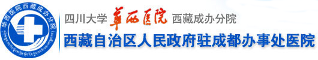 四川大学 华西医院 西藏成办分院
西藏自治区人民政府驻成都办事处医院